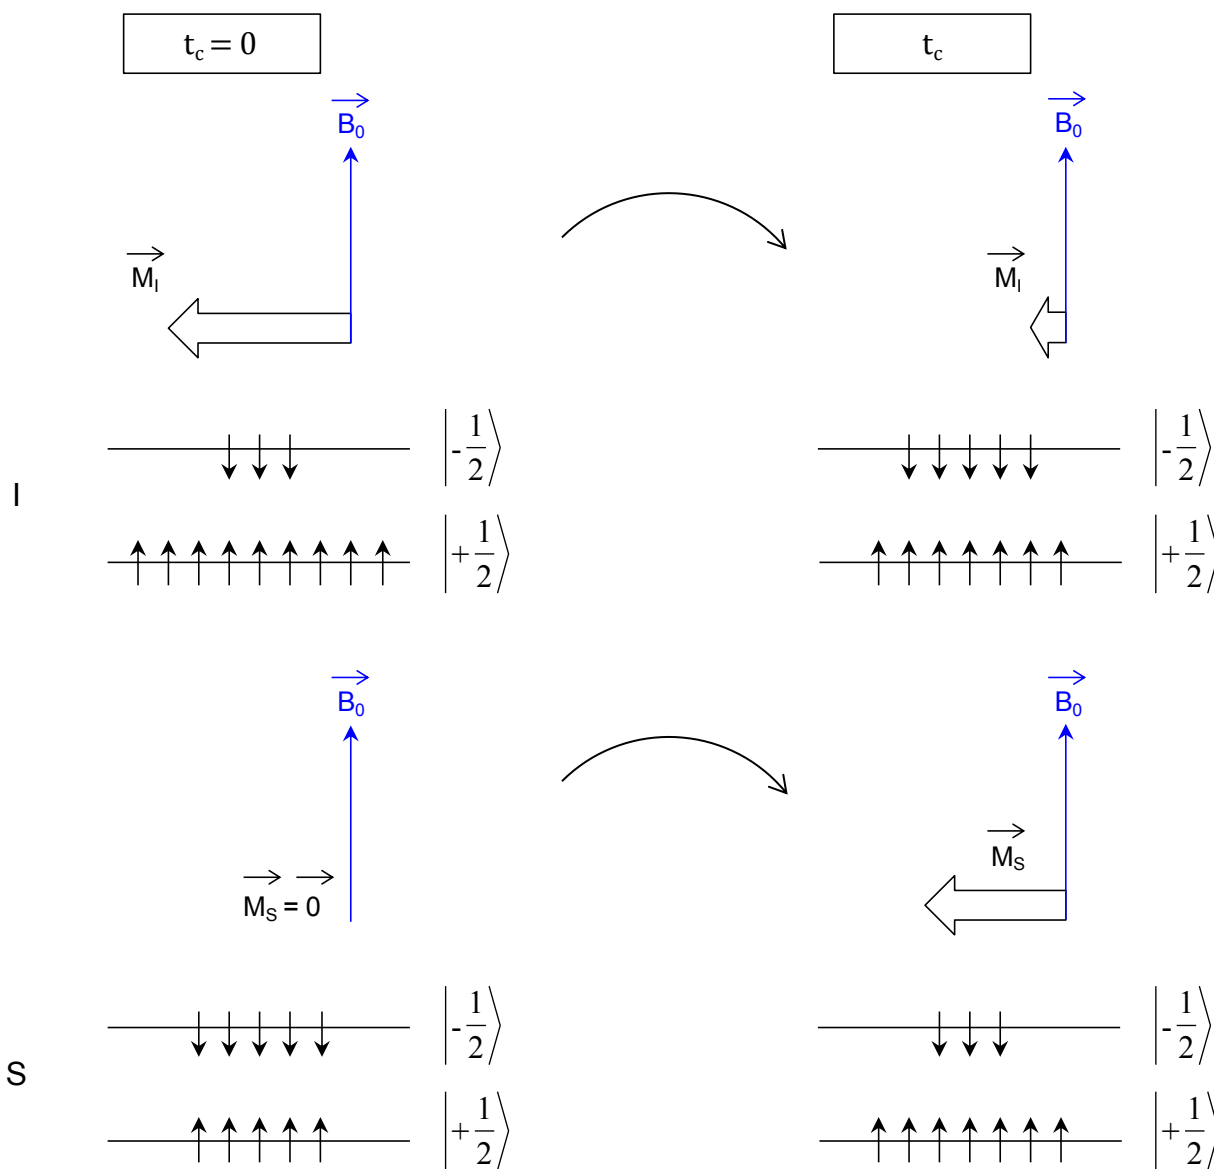 t_c = 0
t_c
B_0
B_0
M_I
M_I
|-1/2⟩
|-1/2⟩
I
|+1/2⟩
|+1/2⟩
B_0
B_0
M_S
M_S = 0
|-1/2⟩
|-1/2⟩
S
|+1/2⟩
|+1/2⟩